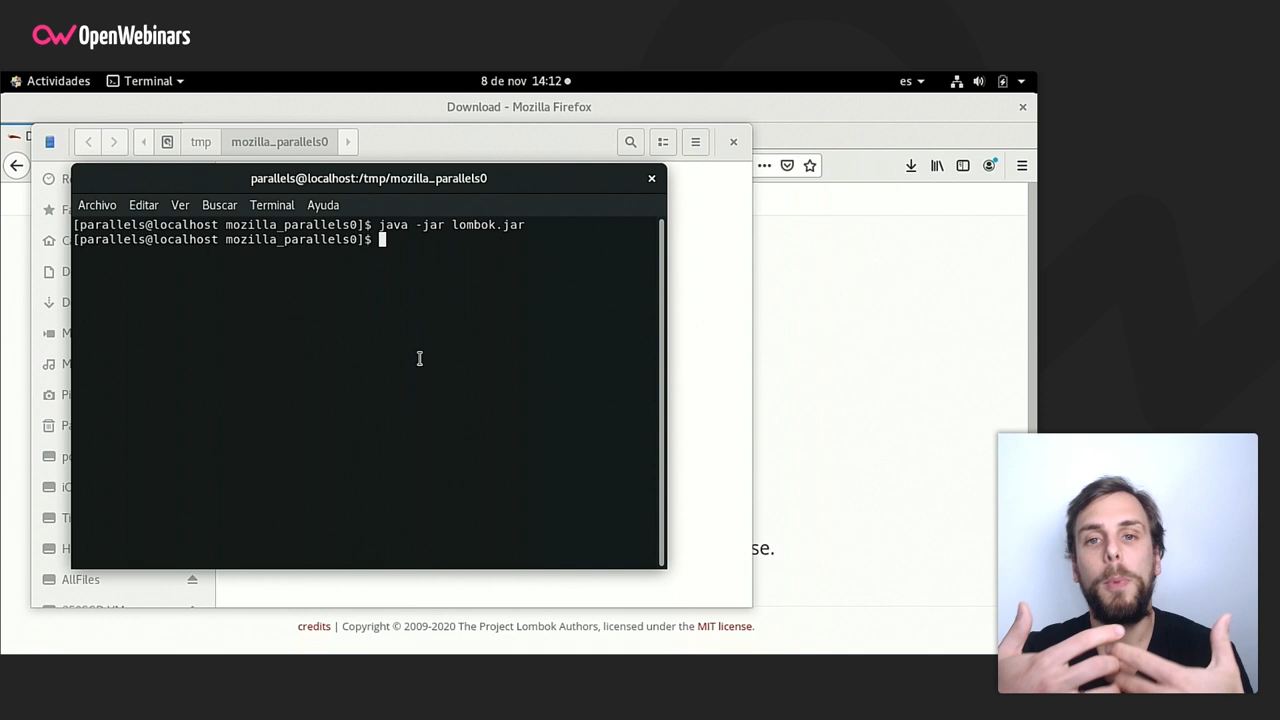 OpenWebinars
Actividades
Terminal
8 de nov 14:12
es
Download - Mozilla Firefox
tmp
mozilla_parallels0
parallels@localhost:/tmp/mozilla_parallels0
Archivo Editar Ver Buscar Terminal Ayuda
[parallels@localhost mozilla_parallels0]$ java -jar lombok.jar
[parallels@localhost mozilla_parallels0]$
se.
AllFiles
credits | Copyright © 2009-2020 The Project Lombok Authors, licensed under the MIT license.